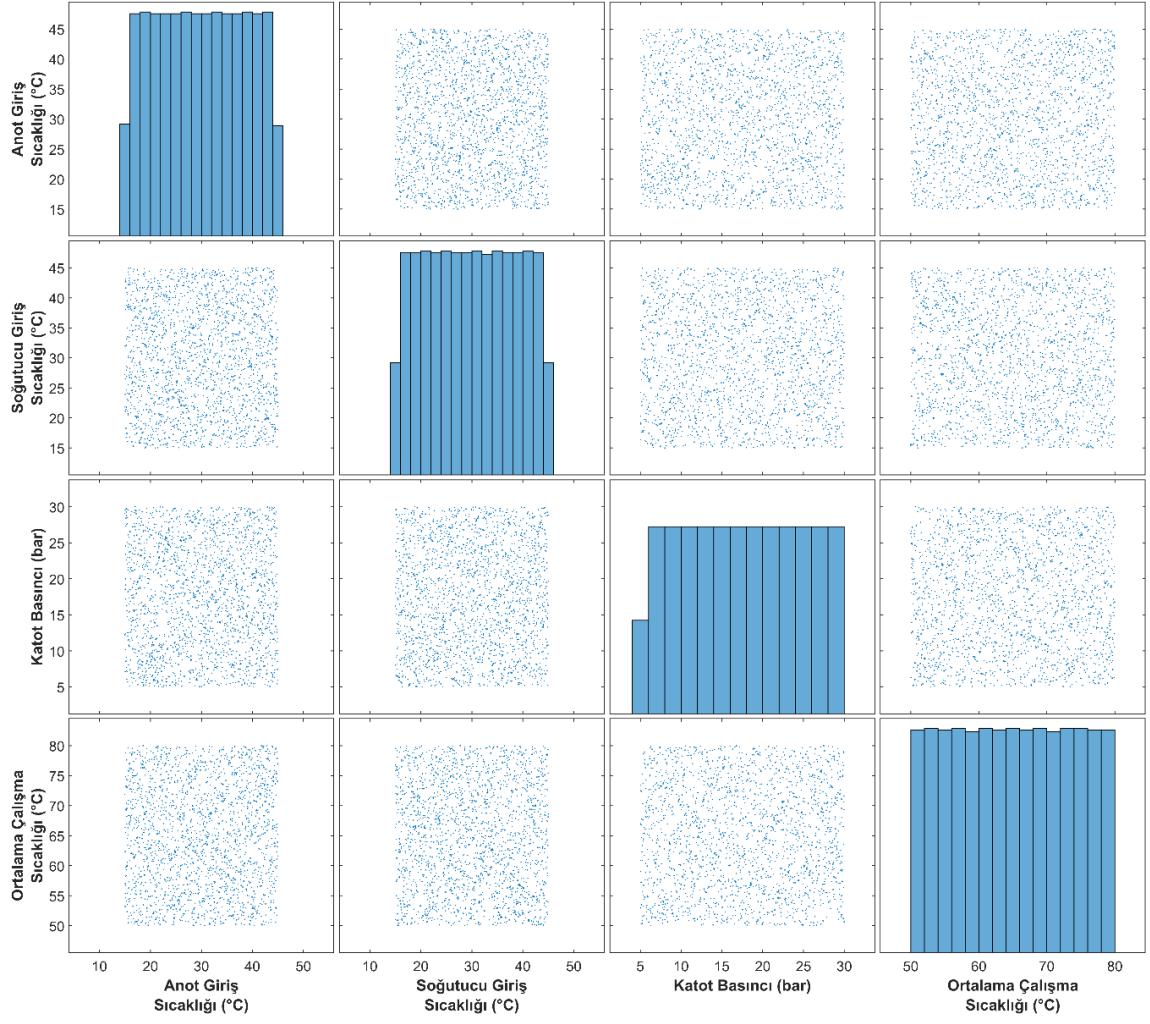 45
40
35
30
25
20
15
Anot Giriş
Sıcaklığı (°C)
45
40
35
30
25
20
15
Soğutucu Giriş
Sıcaklığı (°C)
30
25
20
15
10
5
Katot Basıncı (bar)
80
75
70
65
60
55
50
Ortalama Çalışma
Sıcaklığı (°C)
10 20 30 40 50
10 20 30 40 50
5 10 15 20 25 30
50 60 70 80
Anot Giriş
Sıcaklığı (°C)
Soğutucu Giriş
Sıcaklığı (°C)
Katot Basıncı (bar)
Ortalama Çalışma
Sıcaklığı (°C)